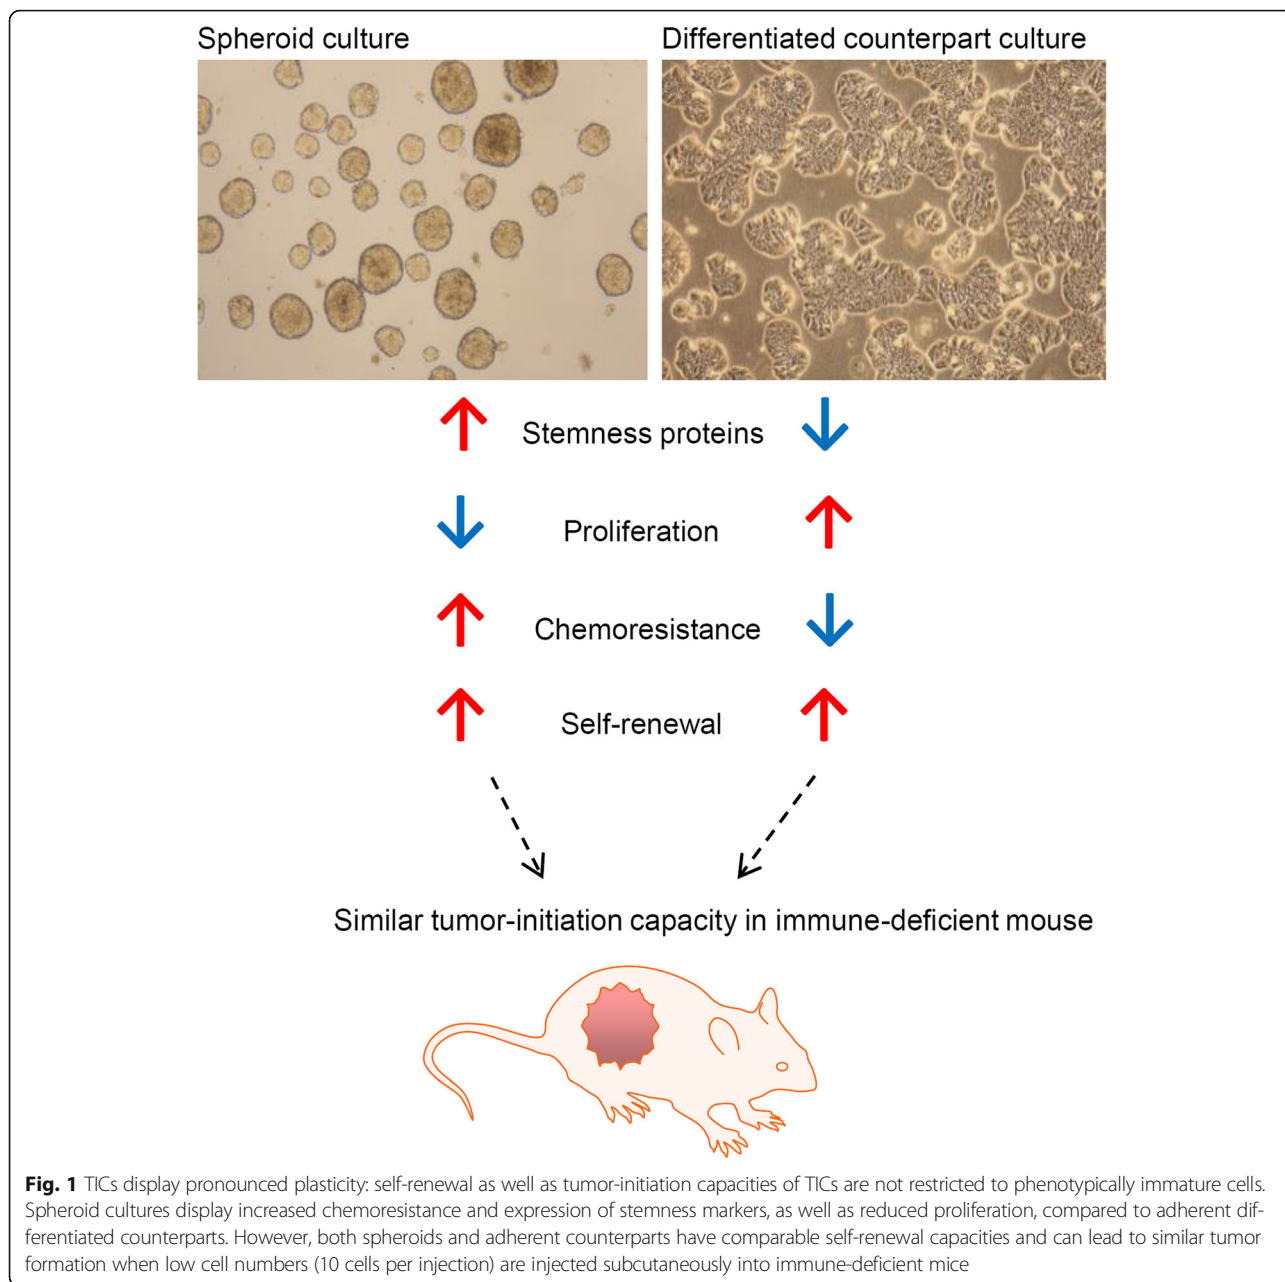 Spheroid culture
Differentiated counterpart culture
Stemness proteins
Proliferation
Chemoresistance
Self-renewal
Similar tumor-initiation capacity in immune-deficient mouse
Fig. 1 TICs display pronounced plasticity: self-renewal as well as tumor-initiation capacities of TICs are not restricted to phenotypically immature cells.
Spheroid cultures display increased chemoresistance and expression of stemness markers, as well as reduced proliferation, compared to adherent dif-
ferentiated counterparts. However, both spheroids and adherent counterparts have comparable self-renewal capacities and can lead to similar tumor
formation when low cell numbers (10 cells per injection) are injected subcutaneously into immune-deficient mice